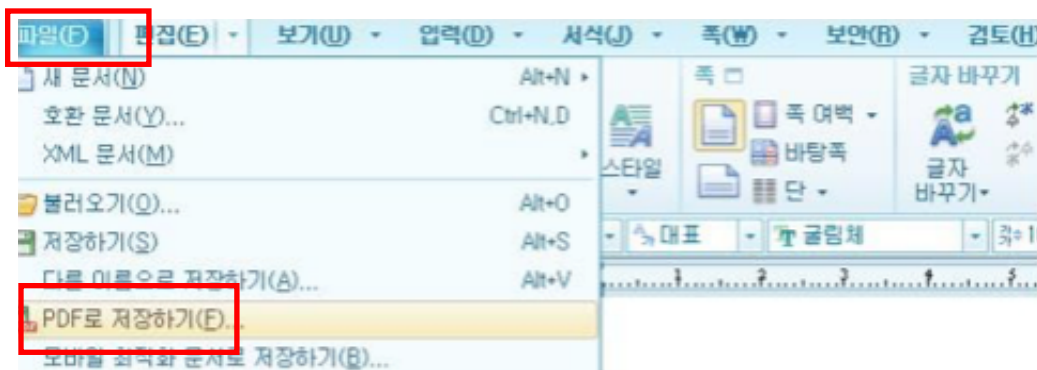 파일(F) 편집(E) 보기(U) 입력(D) 서식(J) 쪽(W) 보안(R) 검토(H)
새 문서(N) Alt+N
호환 문서(Y)... Ctrl+N,D
XML 문서(M)
불러오기(O)... Alt+O
저장하기(S) Alt+S
다른 이름으로 저장하기(A)... Alt+V
PDF로 저장하기(F)...
모바일 최적화 문서로 저장하기(B)...
스타일
쪽
쪽 여백
바탕쪽
단
글자 바꾸기
글자
바꾸기
대표 굴림체
1 2 3 4 5